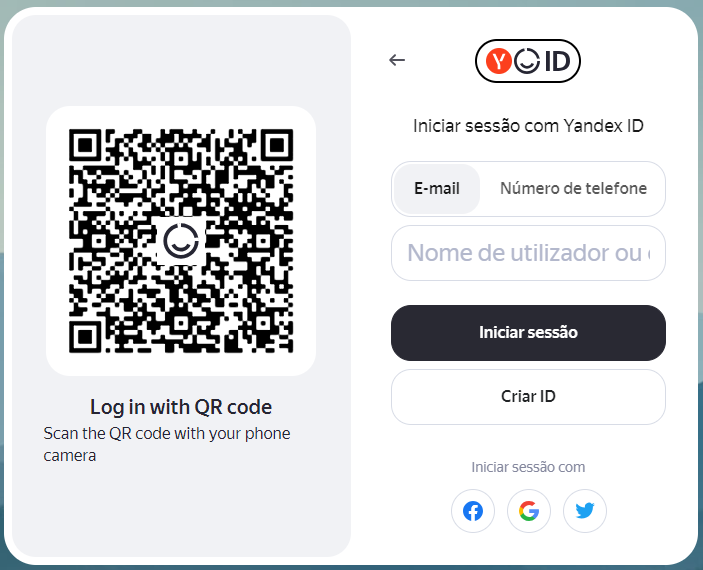 Log in with QR code
Scan the QR code with your phone
camera
Y ID
Iniciar sessão com Yandex ID
E-mail
Número de telefone
Nome de utilizador ou
Iniciar sessão
Criar ID
Iniciar sessão com